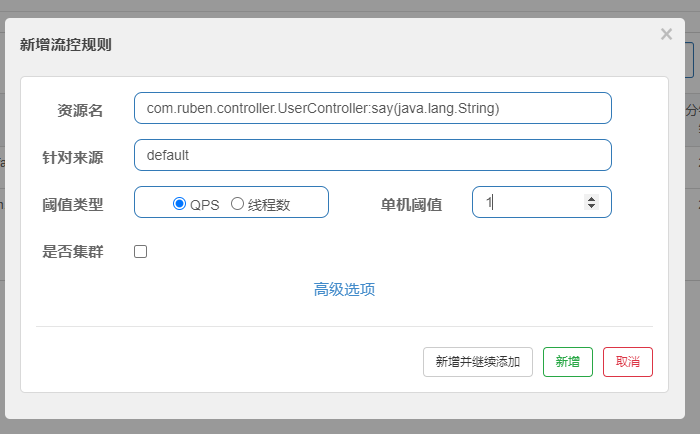 新增流控规则
×
资源名 com.ruben.controller.UserController:say(java.lang.String)
针对来源 default
阈值类型 QPS 线程数 单机阈值 1
是否集群
高级选项
新增并继续添加 新增 取消